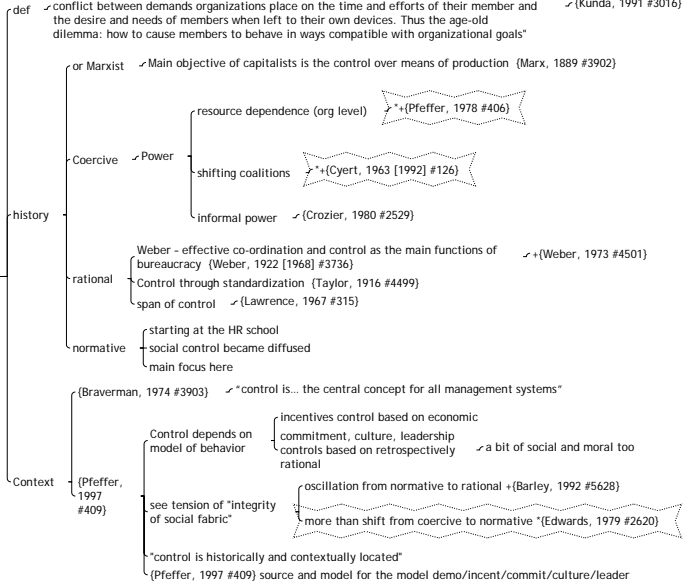 def
conflict between demands organizations place on the time and efforts of their member and
the desire and needs of members when left to their own devices. Thus the age-old
dilemma: how to cause members to behave in ways compatible with organizational goals"
{Kunda, 1991 #3016}
history
or Marxist
Main objective of capitalists is the control over means of production {Marx, 1889 #3902}
Coercive
Power
resource dependence (org level)
*+{Pfeffer, 1978 #406}
shifting coalitions
*+{Cyert, 1963 [1992] #126}
informal power
{Crozier, 1980 #2529}
rational
Weber – effective co-ordination and control as the main functions of
bureaucracy {Weber, 1922 [1968] #3736}
+{Weber, 1973 #4501}
Control through standardization {Taylor, 1916 #4499}
span of control
{Lawrence, 1967 #315}
normative
starting at the HR school
social control became diffused
main focus here
Context
{Braverman, 1974 #3903}
"control is... the central concept for all management systems"
{Pfeffer,
1997
#409}
Control depends on
model of behavior
incentives control based on economic
commitment, culture, leadership
controls based on retrospectively
rational
a bit of social and moral too
see tension of "integrity
of social fabric"
oscillation from normative to rational +{Barley, 1992 #5628}
more than shift from coercive to normative *{Edwards, 1979 #2620}
"control is historically and contextually located"
{Pfeffer, 1997 #409} source and model for the model demo/incent/commit/culture/leader